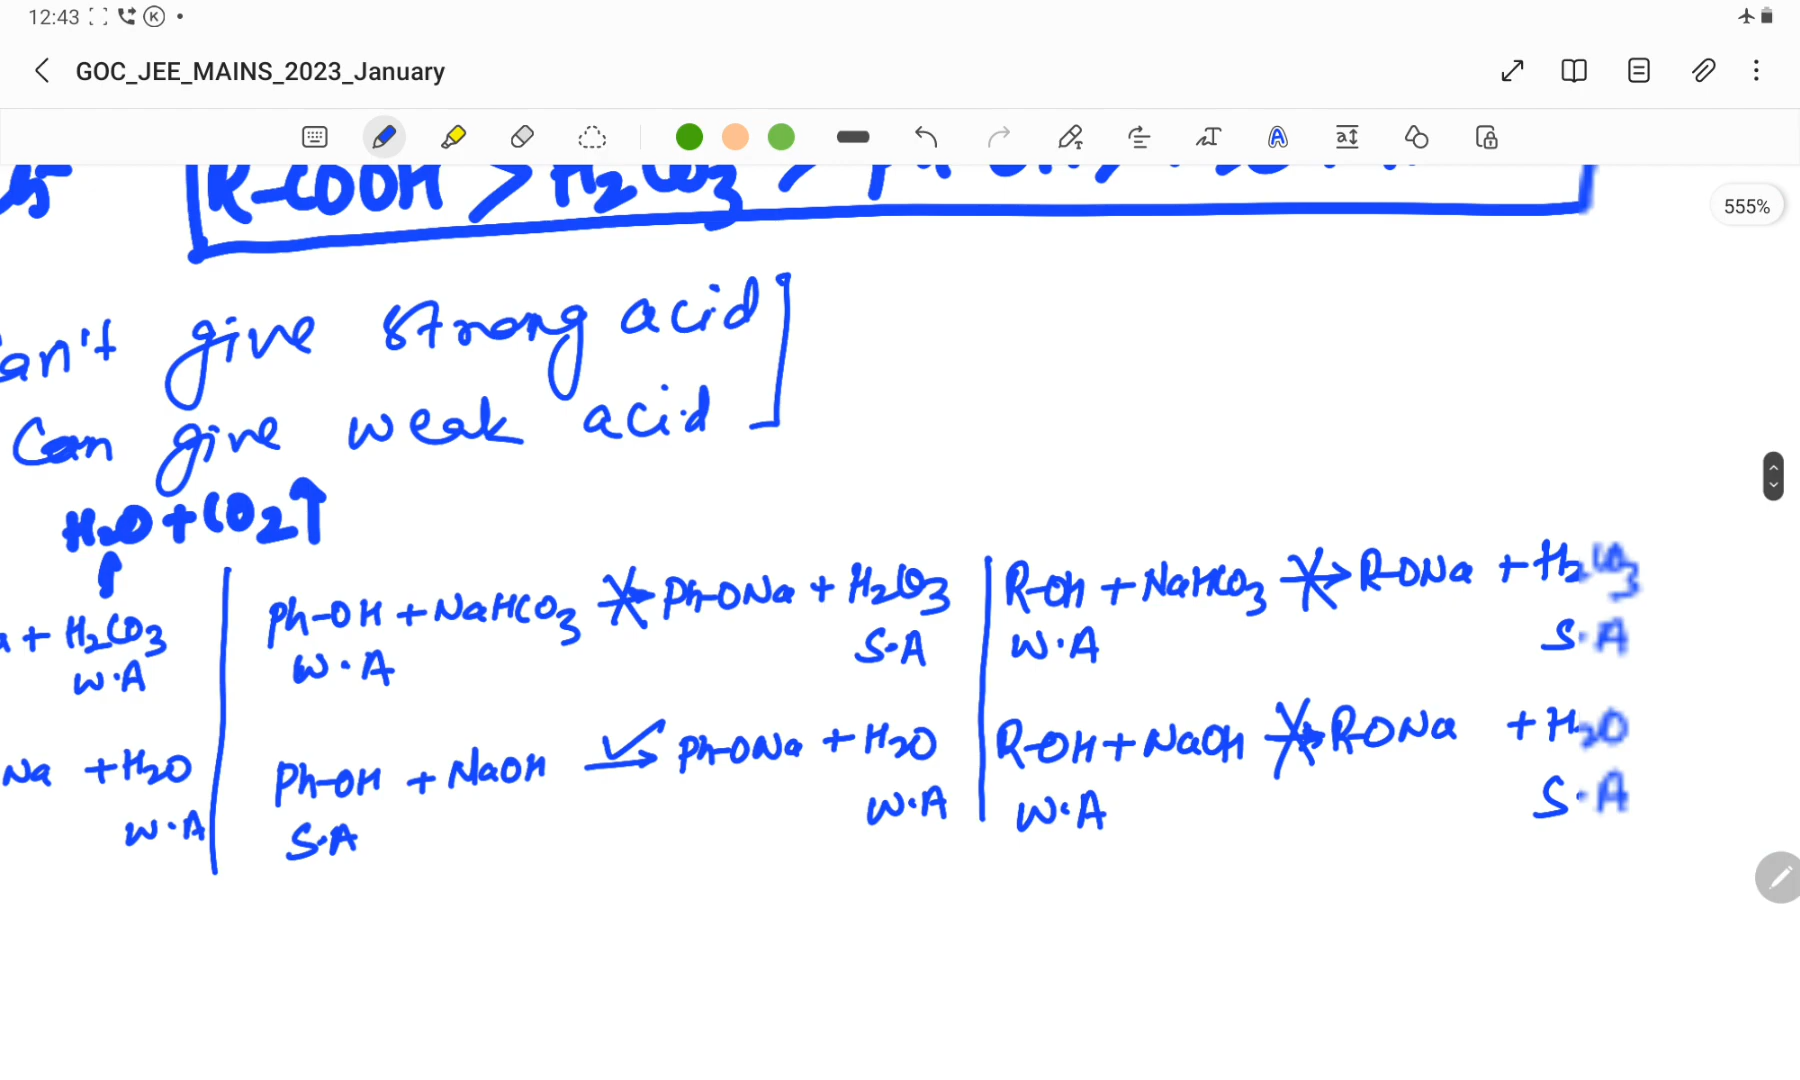 12:43
GOC_JEE_MAINS_2023_January
555%
R-COOH > H2CO3 >
an't give strong acid]
Can give weak acid
H2O + CO2↑
+ H2CO3
W.A
Na + H2O
W.A
Ph-OH + NaHCO3 Ph-ONa + H2CO3
W.A S.A
Ph-OH + NaOH Ph-ONa + H2O
S.A W.A
R-OH + NaHCO3 R-ONa + H2CO3
W.A S.A
R-OH + NaOH RONa + H2O
W.A S.A